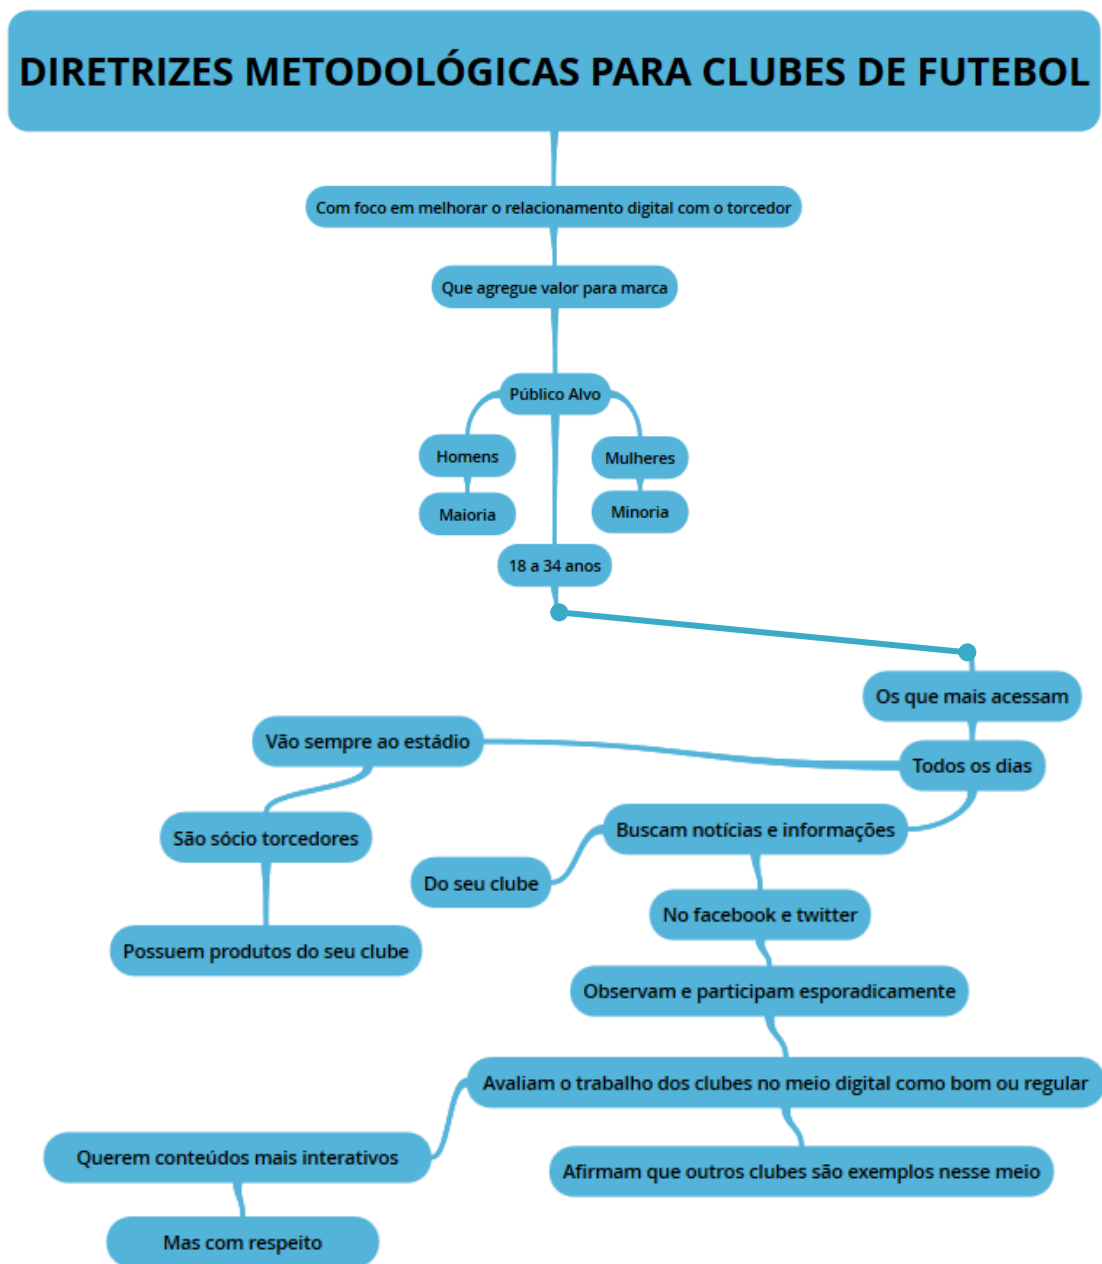 DIRETRIZES METODOLÓGICAS PARA CLUBES DE FUTEBOL
Com foco em melhorar o relacionamento digital com o torcedor
Que agregue valor para marca
Público Alvo
Homens
Mulheres
Maioria
Minoria
18 a 34 anos
Os que mais acessam
Vão sempre ao estádio
Todos os dias
São sócio torcedores
Buscam notícias e informações
Do seu clube
No facebook e twitter
Possuem produtos do seu clube
Observam e participam esporadicamente
Avaliam o trabalho dos clubes no meio digital como bom ou regular
Querem conteúdos mais interativos
Afirmam que outros clubes são exemplos nesse meio
Mas com respeito